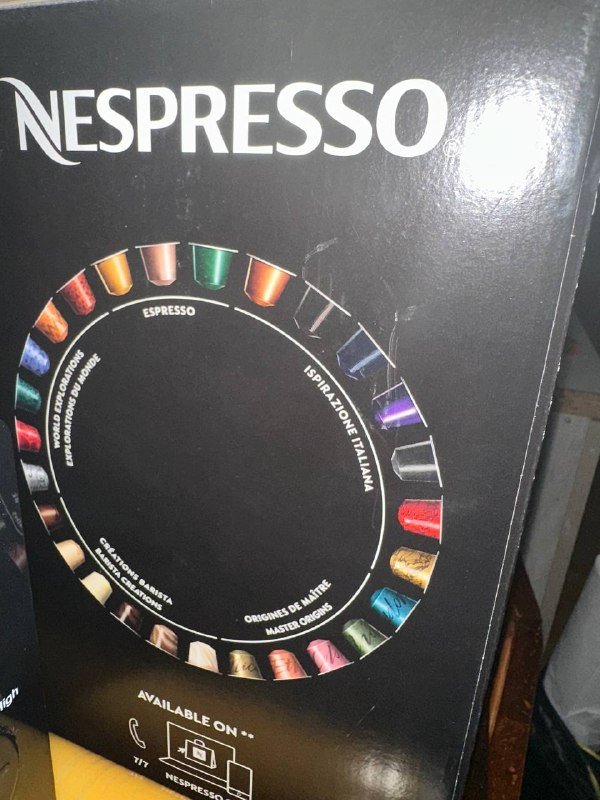 NESPRESSO
ESPRESSO
ISPIRAZIONE ITALIANA
WORLD EXPLORATIONS
EXPLORATIONS DU MONDE
CRÉATIONS BARISTA
BARISTA CREATIONS
ORIGINES DE MAÎTRE
MASTER ORIGINS
AVAILABLE ON **
7/7
NESPRESSO